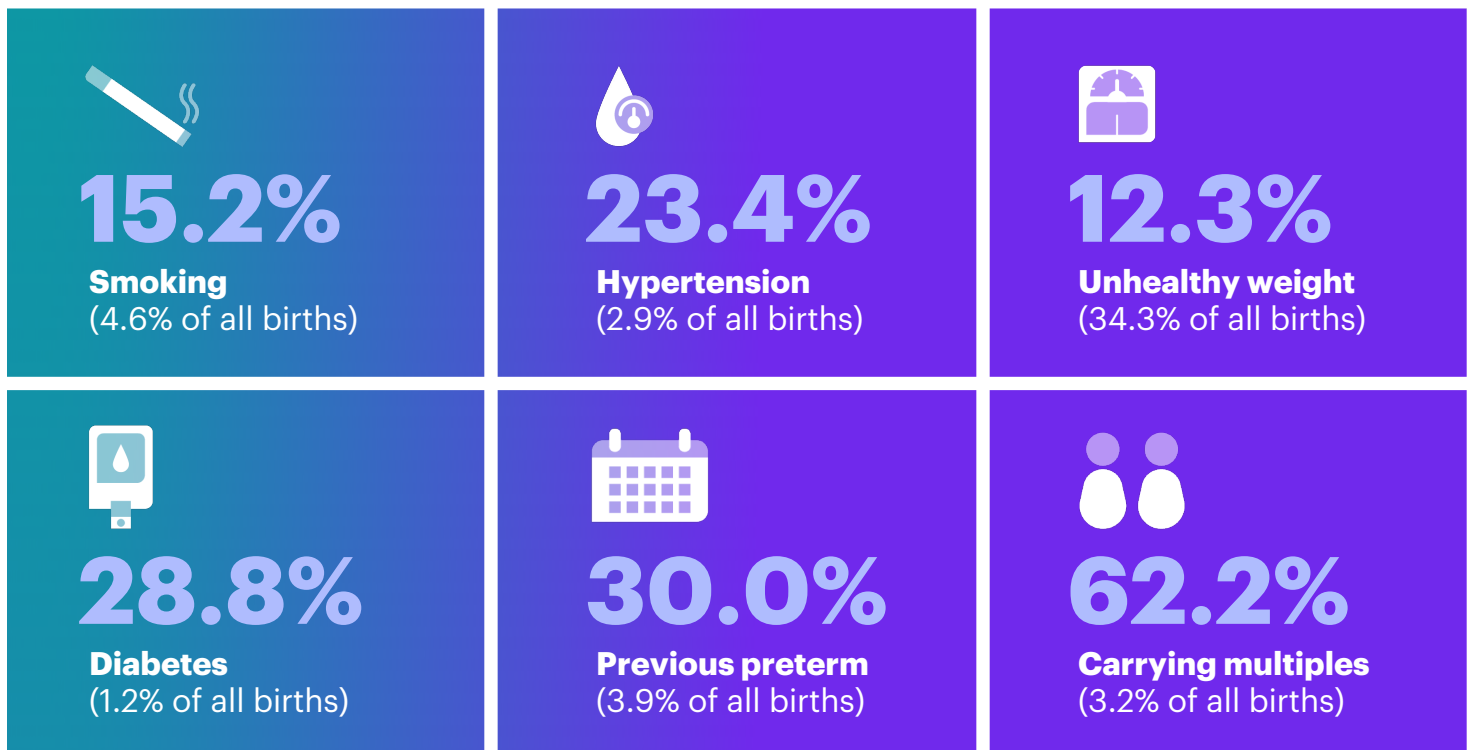 15.2%
Smoking
(4.6% of all births)
23.4%
Hypertension
(2.9% of all births)
12.3%
Unhealthy weight
(34.3% of all births)
28.8%
Diabetes
(1.2% of all births)
30.0%
Previous preterm
(3.9% of all births)
62.2%
Carrying multiples
(3.2% of all births)